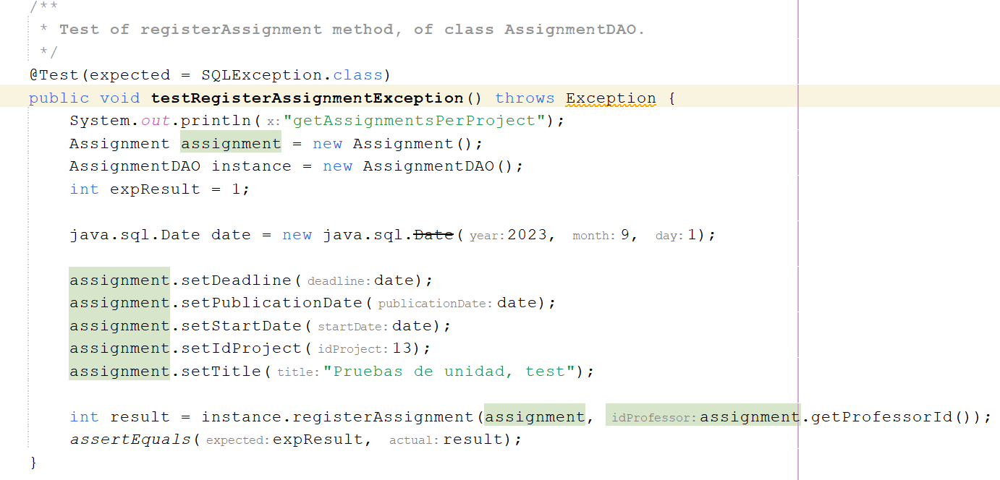 /**
* Test of registerAssignment method, of class AssignmentDAO.
*/
@Test(expected = SQLException.class)
public void testRegisterAssignmentException() throws Exception {
System.out.println( x: "getAssignmentsPerProject");
Assignment assignment = new Assignment();
AssignmentDAO instance = new AssignmentDAO();
int expResult = 1;
java.sql.Date date = new java.sql.Date( year: 2023, month: 9, day: 1);
assignment.setDeadline( deadline: date);
assignment.setPublicationDate( publicationDate: date);
assignment.setStartDate( startDate: date);
assignment.setIdProject( idProject: 13);
assignment.setTitle( title: "Pruebas de unidad, test");
int result = instance.registerAssignment(assignment, idProfessor: assignment.getProfessorId());
assertEquals( expected: expResult, actual: result);
}